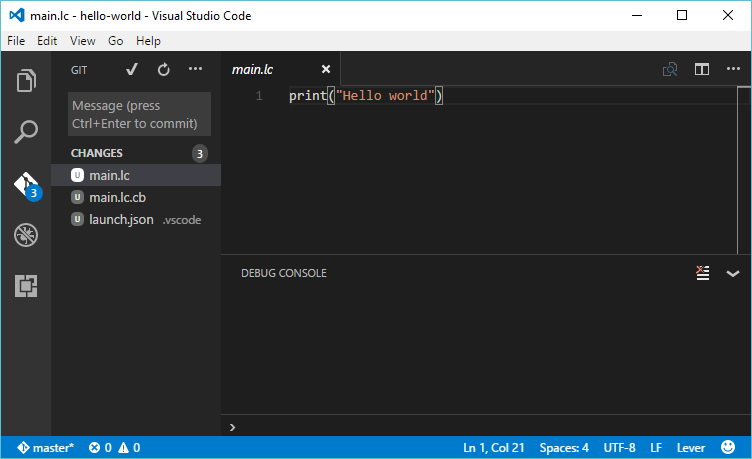 main.lc - hello-world - Visual Studio Code
File Edit View Go Help
GIT
Message (press
Ctrl+Enter to commit)
CHANGES 3
U main.lc
U main.lc.cb
U launch.json .vscode
3
main.lc
1 print("Hello world")
DEBUG CONSOLE
master* 0 0 Ln 1, Col 21 Spaces: 4 UTF-8 LF Lever